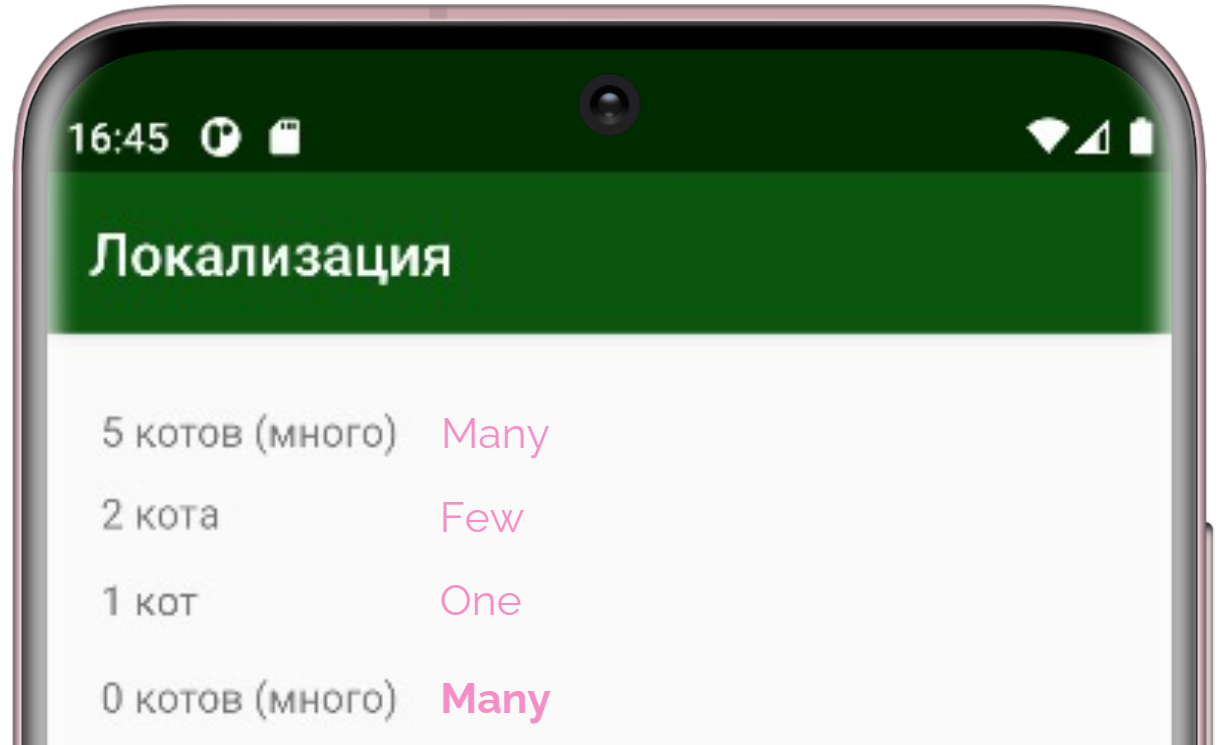 16:45
Локализация
5 котов (много) Many
2 кота Few
1 кот One
0 котов (много) Many